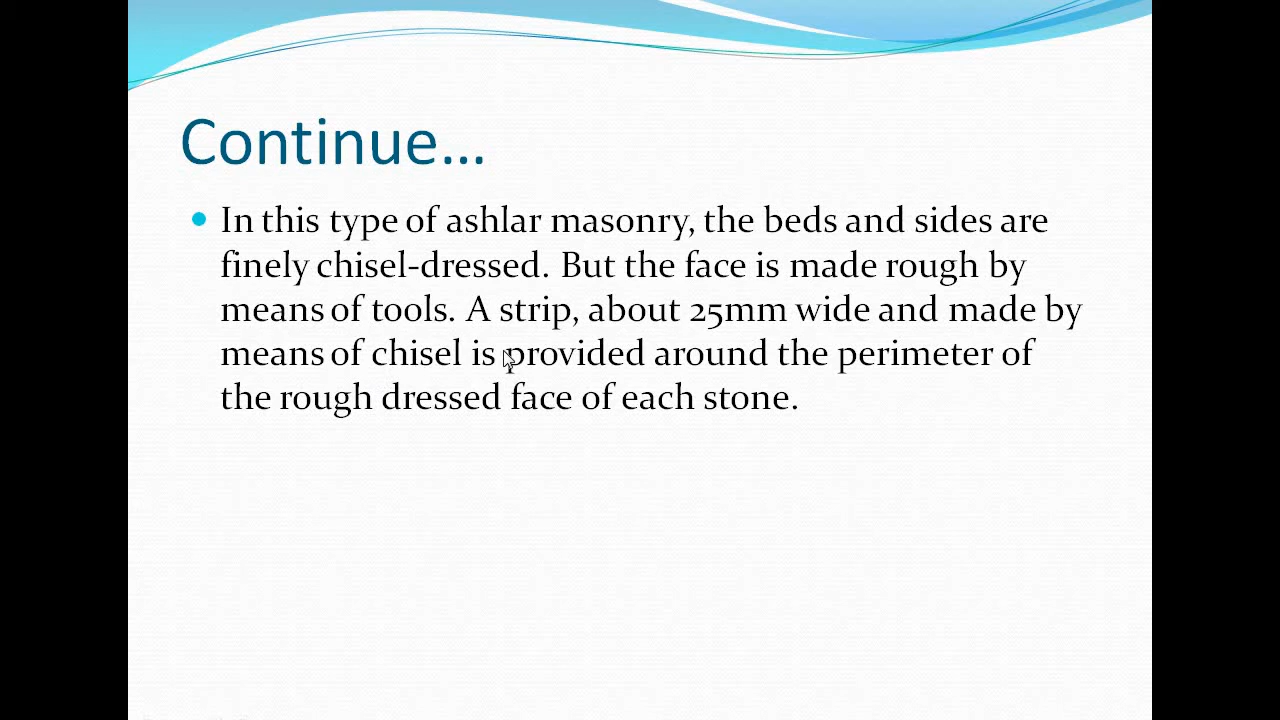 Continue...
In this type of ashlar masonry, the beds and sides are
finely chisel-dressed. But the face is made rough by
means of tools. A strip, about 25mm wide and made by
means of chisel is provided around the perimeter of
the rough dressed face of each stone.